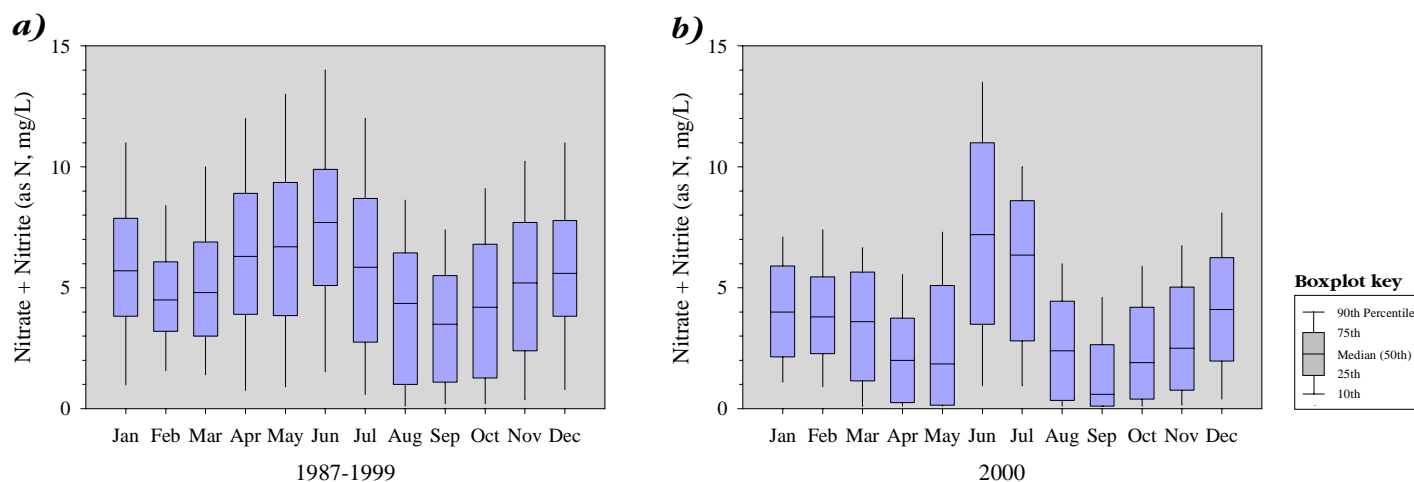 a)
Nitrate + Nitrite (as N, mg/L)
15
10
5
0
Jan Feb Mar Apr May Jun Jul Aug Sep Oct Nov Dec
1987-1999
b)
Nitrate + Nitrite (as N, mg/L)
15
10
5
0
Jan Feb Mar Apr May Jun Jul Aug Sep Oct Nov Dec
2000
Boxplot key
90th Percentile
75th
Median (50th)
25th
10th